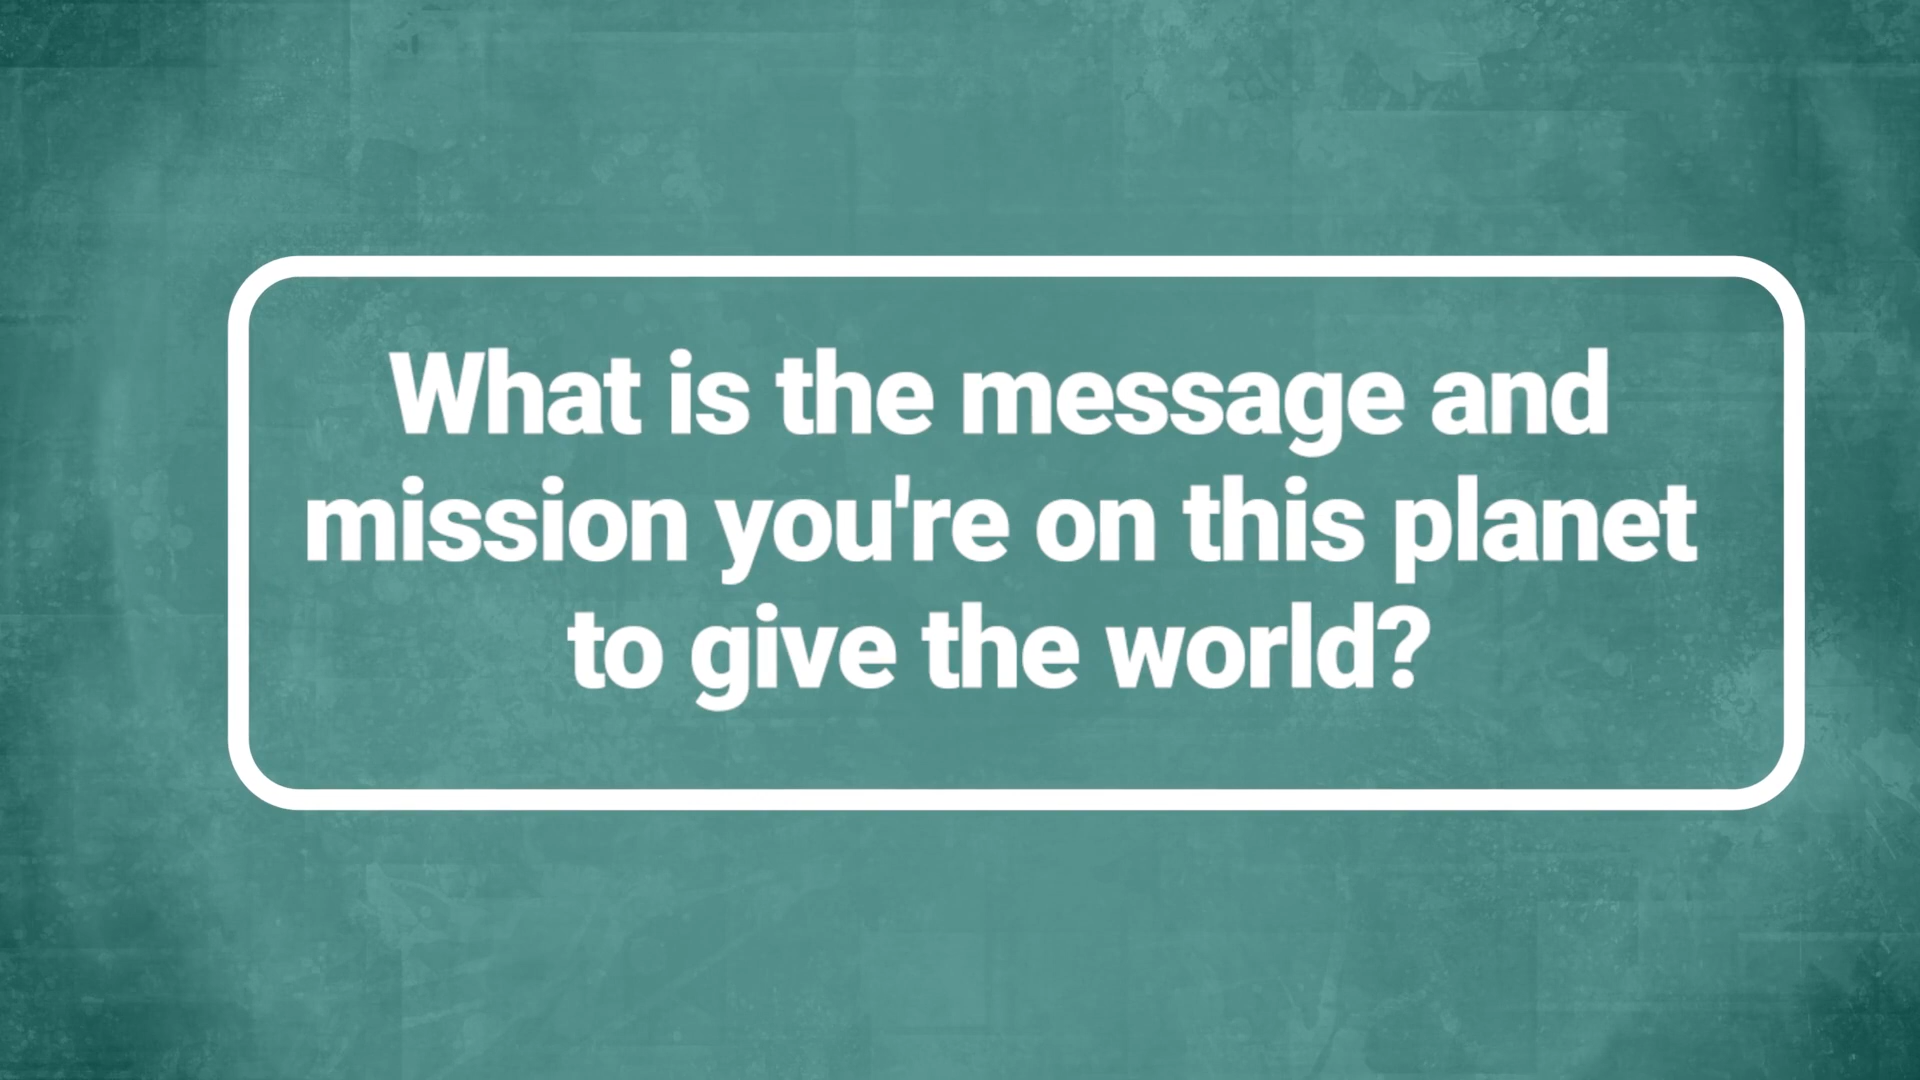 What is the message and
mission you're on this planet
to give the world?